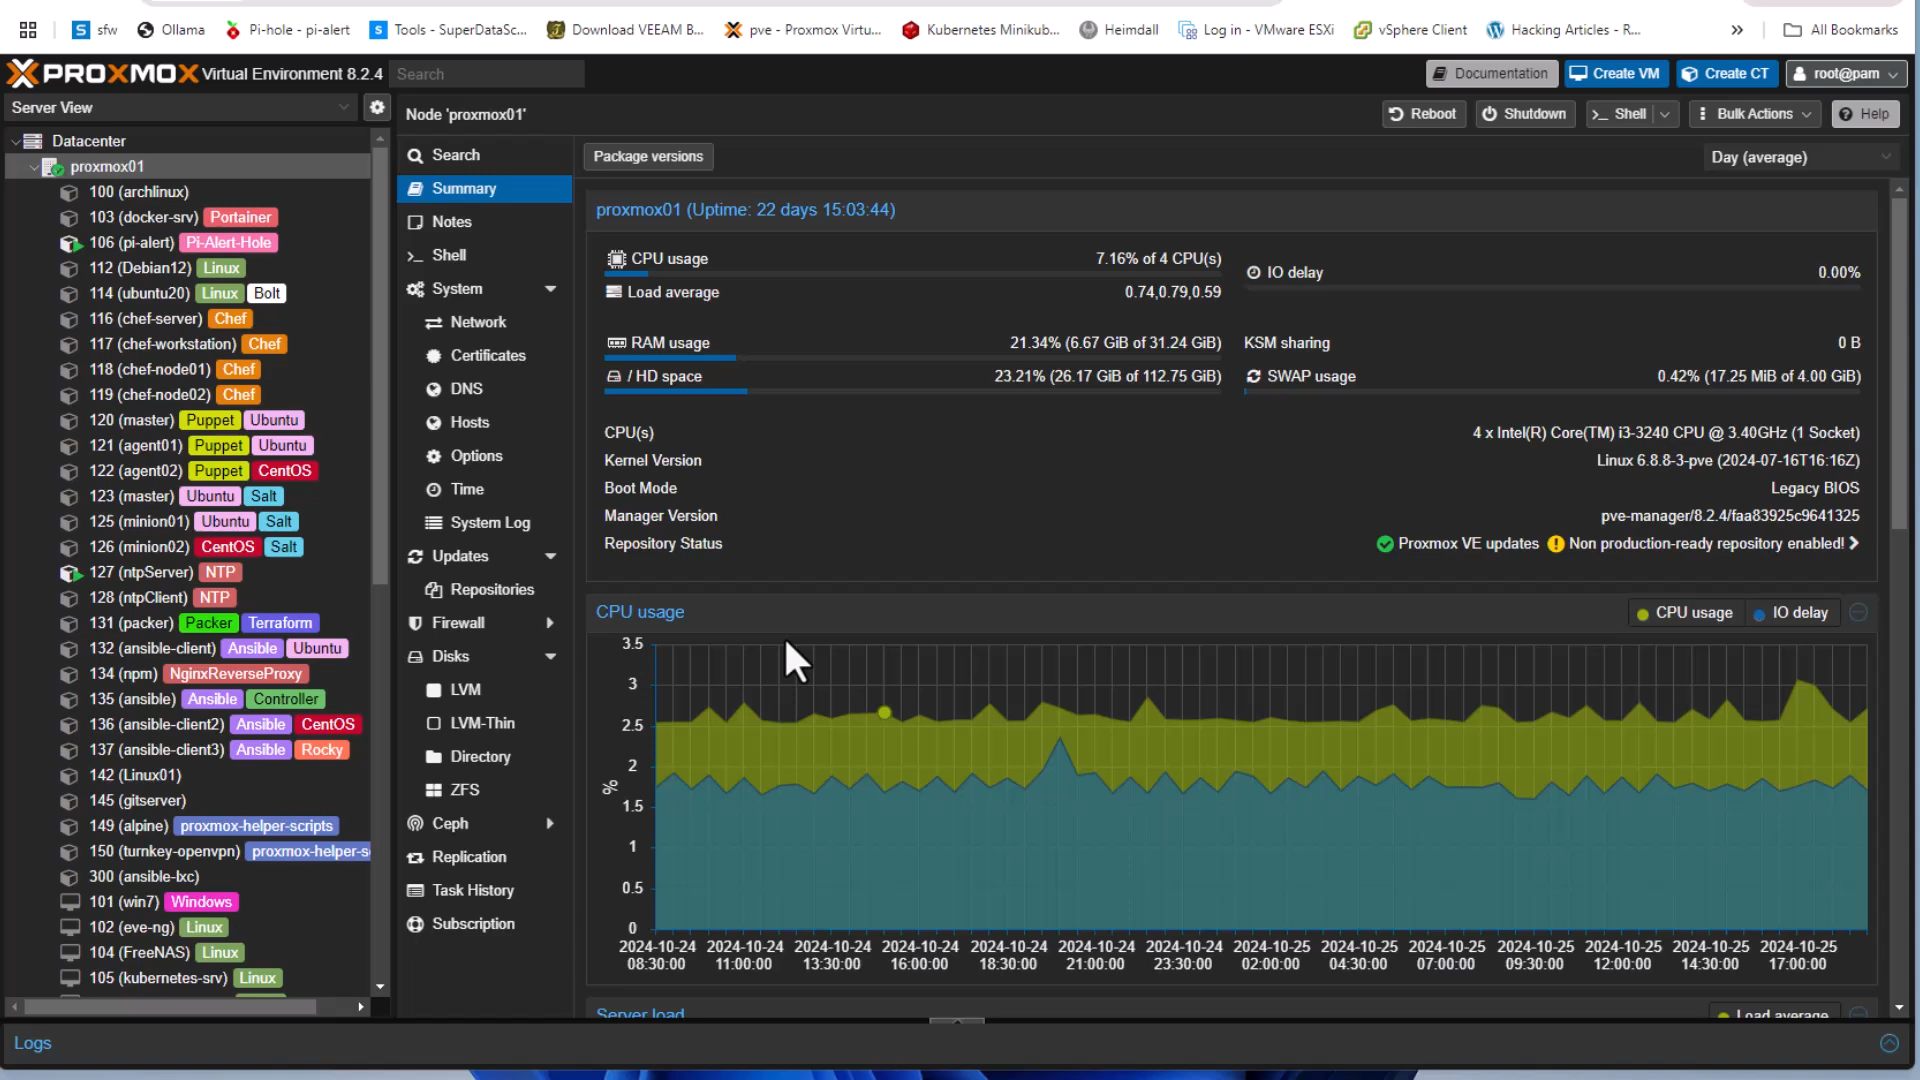 sfw
Ollama
Pi-hole - pi-alert
Tools - SuperDataSc...
Download VEEAM B...
pve - Proxmox Virtu...
Kubernetes Minikub...
Heimdall
Log in - VMware ESXi
vSphere Client
Hacking Articles - R...
»
All Bookmarks
PROXMOX Virtual Environment 8.2.4
Search
Documentation
Create VM
Create CT
root@pam
Server View
Node 'proxmox01'
Reboot
Shutdown
Shell
Bulk Actions
Help
Datacenter
proxmox01
100 (archlinux)
103 (docker-srv) Portainer
106 (pi-alert) Pi-Alert-Hole
112 (Debian12) Linux
114 (ubuntu20) Linux Bolt
116 (chef-server) Chef
117 (chef-workstation) Chef
118 (chef-node01) Chef
119 (chef-node02) Chef
120 (master) Puppet Ubuntu
121 (agent01) Puppet Ubuntu
122 (agent02) Puppet CentOS
123 (master) Ubuntu Salt
125 (minion01) Ubuntu Salt
126 (minion02) CentOS Salt
127 (ntpServer) NTP
128 (ntpClient) NTP
131 (packer) Packer Terraform
132 (ansible-client) Ansible Ubuntu
134 (npm) NginxReverseProxy
135 (ansible) Ansible Controller
136 (ansible-client2) Ansible CentOS
137 (ansible-client3) Ansible Rocky
142 (Linux01)
145 (gitserver)
149 (alpine) proxmox-helper-scripts
150 (turnkey-openvpn) proxmox-helper-s
300 (ansible-lxc)
101 (win7) Windows
102 (eve-ng) Linux
104 (FreeNAS) Linux
105 (kubernetes-srv) Linux
Search
Summary
Notes
Shell
System
Network
Certificates
DNS
Hosts
Options
Time
System Log
Updates
Repositories
Firewall
Disks
LVM
LVM-Thin
Directory
ZFS
Ceph
Replication
Task History
Subscription
Package versions
Day (average)
proxmox01 (Uptime: 22 days 15:03:44)
CPU usage 7.16% of 4 CPU(s)
IO delay 0.00%
Load average 0.74,0.79,0.59
RAM usage 21.34% (6.67 GiB of 31.24 GiB)
KSM sharing 0 B
/ HD space 23.21% (26.17 GiB of 112.75 GiB)
SWAP usage 0.42% (17.25 MiB of 4.00 GiB)
CPU(s) 4 x Intel(R) Core(TM) i3-3240 CPU @ 3.40GHz (1 Socket)
Kernel Version Linux 6.8.8-3-pve (2024-07-16T16:16Z)
Boot Mode Legacy BIOS
Manager Version pve-manager/8.2.4/faa83925c9641325
Repository Status Proxmox VE updates Non production-ready repository enabled!
CPU usage
CPU usage IO delay
3.5
3
2.5
2
1.5
1
0.5
0
%
2024-10-24 08:30:00
2024-10-24 11:00:00
2024-10-24 13:30:00
2024-10-24 16:00:00
2024-10-24 18:30:00
2024-10-24 21:00:00
2024-10-24 23:30:00
2024-10-25 02:00:00
2024-10-25 04:30:00
2024-10-25 07:00:00
2024-10-25 09:30:00
2024-10-25 12:00:00
2024-10-25 14:30:00
2024-10-25 17:00:00
Server load
Load average
Logs